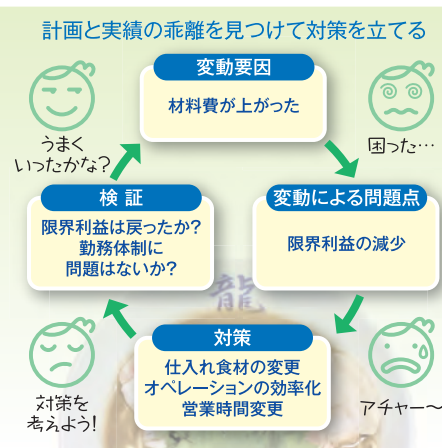 計画と実績の乖離を見つけて対策を立てる
変動要因
材料費が上がった
うまく
いったかな?
困った…
検証
限界利益は戻ったか?
勤務体制に
問題はないか?
変動による問題点
限界利益の減少
龍
対策
仕入れ食材の変更
オペレーションの効率化
営業時間変更
対策を
考えよう!
アチャー〜